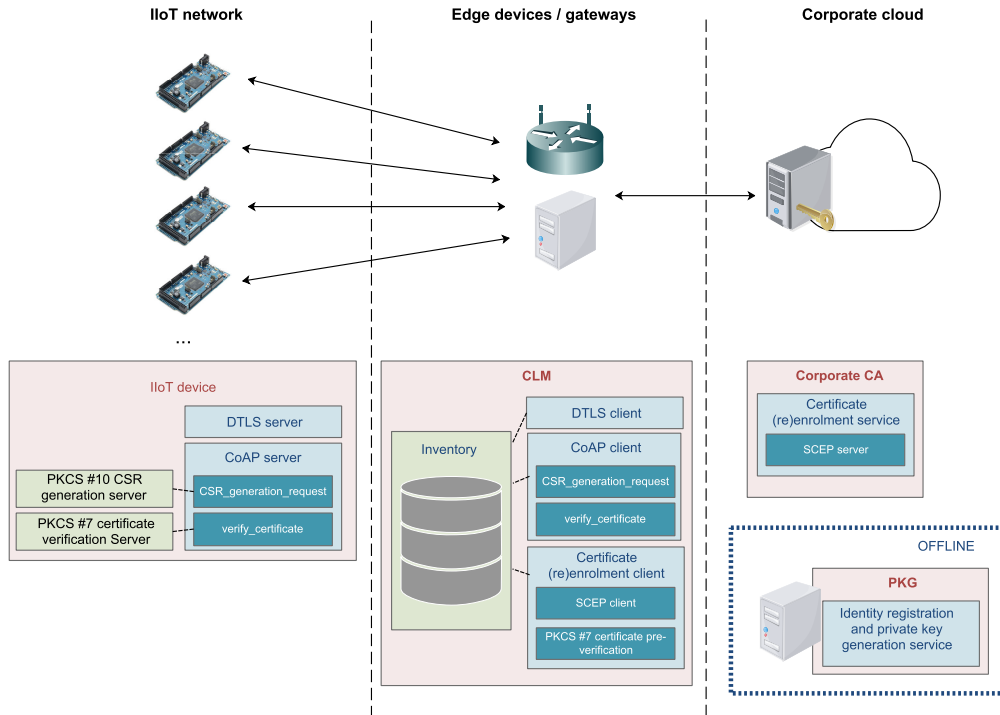 IIoT network
Edge devices / gateways
Corporate cloud
...
IIoT device
DTLS server
CoAP server
PKCS #10 CSR
generation server
CSR_generation_request
PKCS #7 certificate
verification Server
verify_certificate
CLM
Inventory
DTLS client
CoAP client
CSR_generation_request
verify_certificate
Certificate
(re)enrolment client
SCEP client
PKCS #7 certificate pre-
verification
Corporate CA
Certificate
(re)enrolment service
SCEP server
OFFLINE
PKG
Identity registration
and private key
generation service